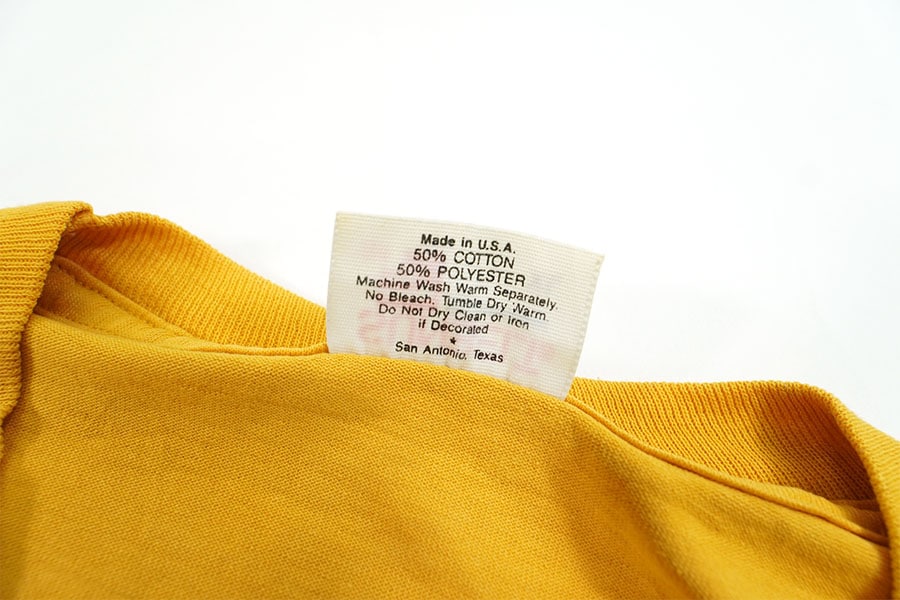 Made in U.S.A.
50% COTTON
50% POLYESTER
Machine Wash Warm Separately.
No Bleach. Tumble Dry Warm.
Do Not Dry Clean or Iron
if Decorated
★
San Antonio, Texas